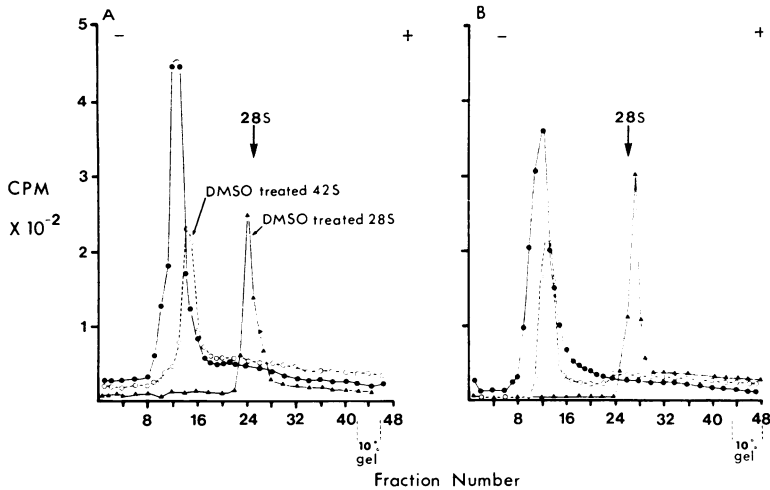 A
B
5
4
3
2
1
−
+
−
+
28S
28S
DMSO treated 42S
DMSO treated 28S
CPM
X 10⁻²
8 16 24 32 40 48
8 16 24 32 40 48
10%
gel
10%
gel
Fraction Number